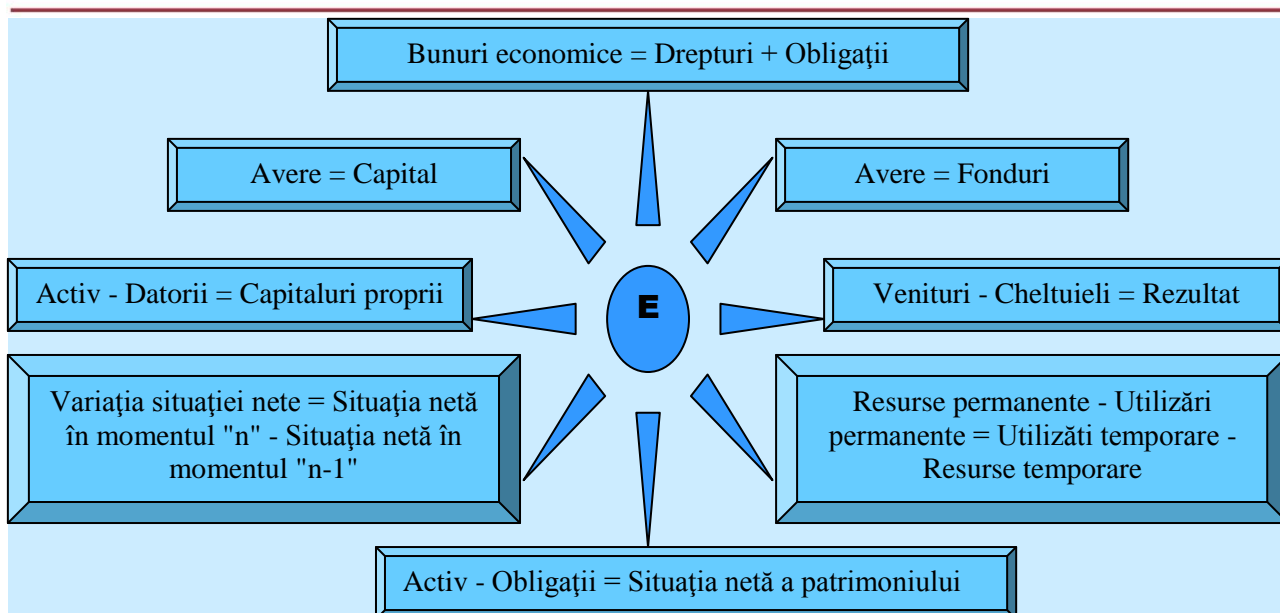 Bunuri economice = Drepturi + Obligaţii
Avere = Capital
Avere = Fonduri
Activ - Datorii = Capitaluri proprii
E
Venituri - Cheltuieli = Rezultat
Variaţia situaţiei nete = Situaţia netă
în momentul "n" - Situaţia netă în
momentul "n-1"
Resurse permanente - Utilizări
permanente = Utilizăti temporare -
Resurse temporare
Activ - Obligaţii = Situaţia netă a patrimoniului